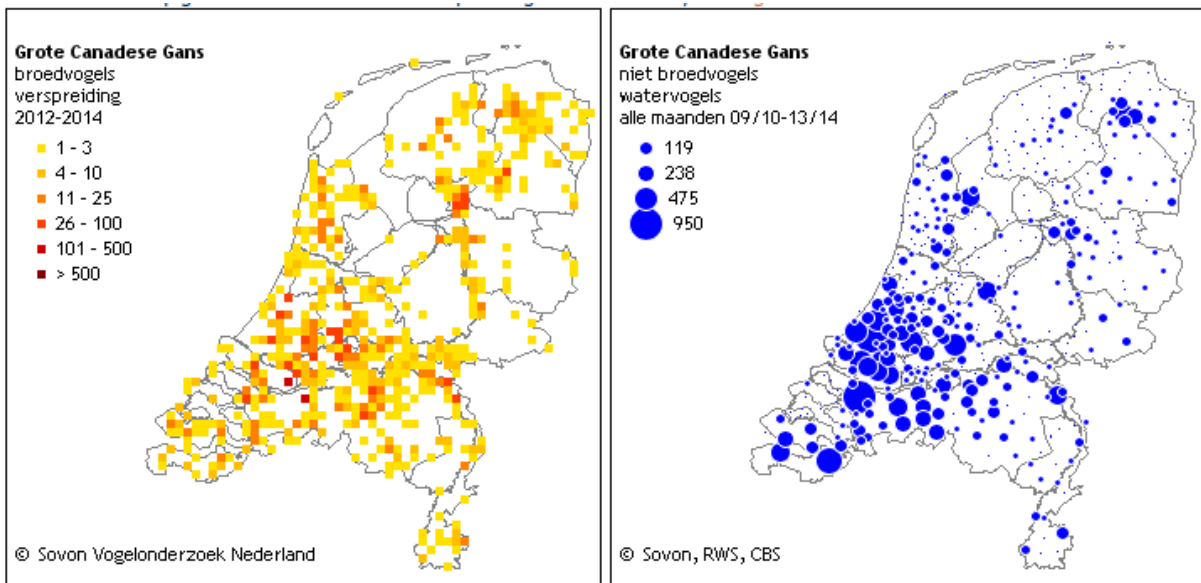 Grote Canadese Gans
broedvogels
verspreiding
2012-2014
1 - 3
4 - 10
11 - 25
26 - 100
101 - 500
> 500
© Sovon Vogelonderzoek Nederland
Grote Canadese Gans
niet broedvogels
watervogels
alle maanden 09/10-13/14
119
238
475
950
© Sovon, RWS, CBS